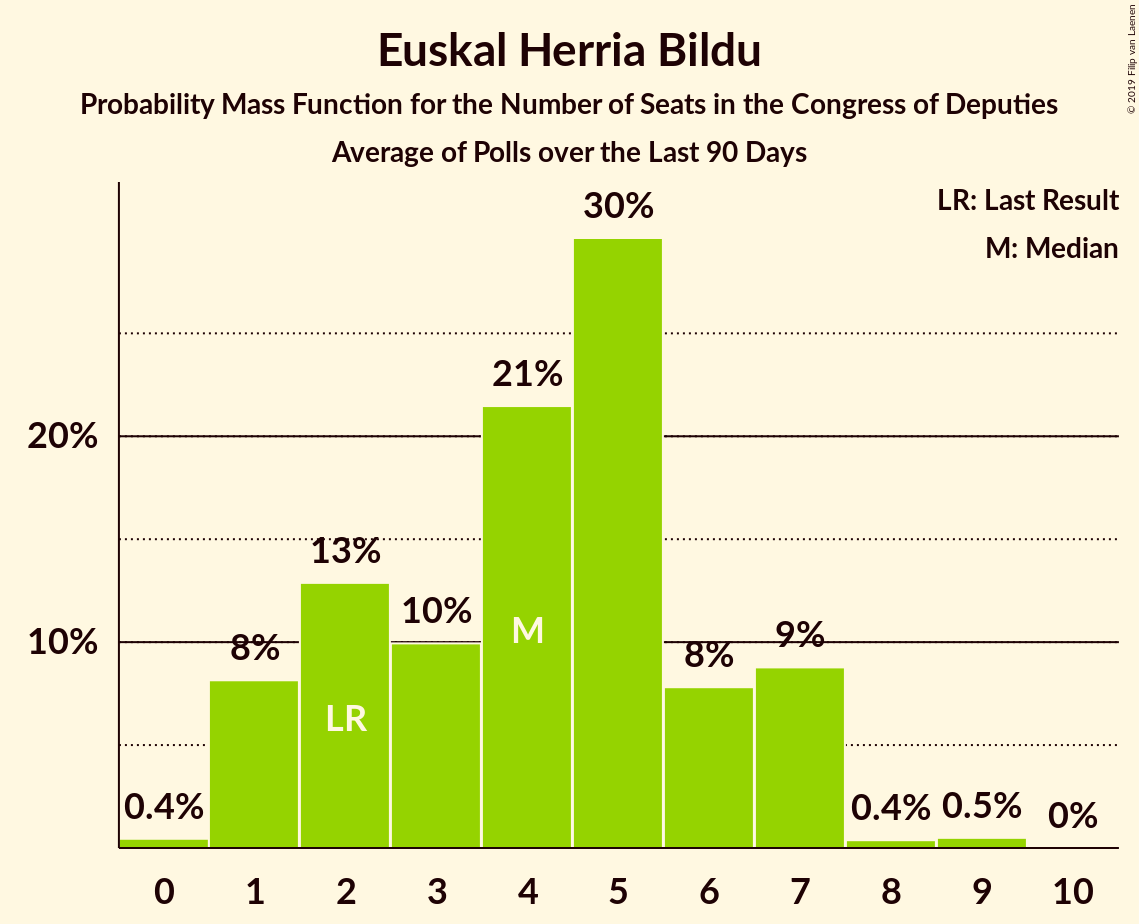 Euskal Herria Bildu
Probability Mass Function for the Number of Seats in the Congress of Deputies
Average of Polls over the Last 90 Days
© 2019 Filip van Laenen
LR: Last Result
M: Median
30%
21%
20%
13%
10%
M
9%
10%
8%
8%
LR
0.4%
0.4%
0.5%
0%
0 1 2 3 4 5 6 7 8 9 10